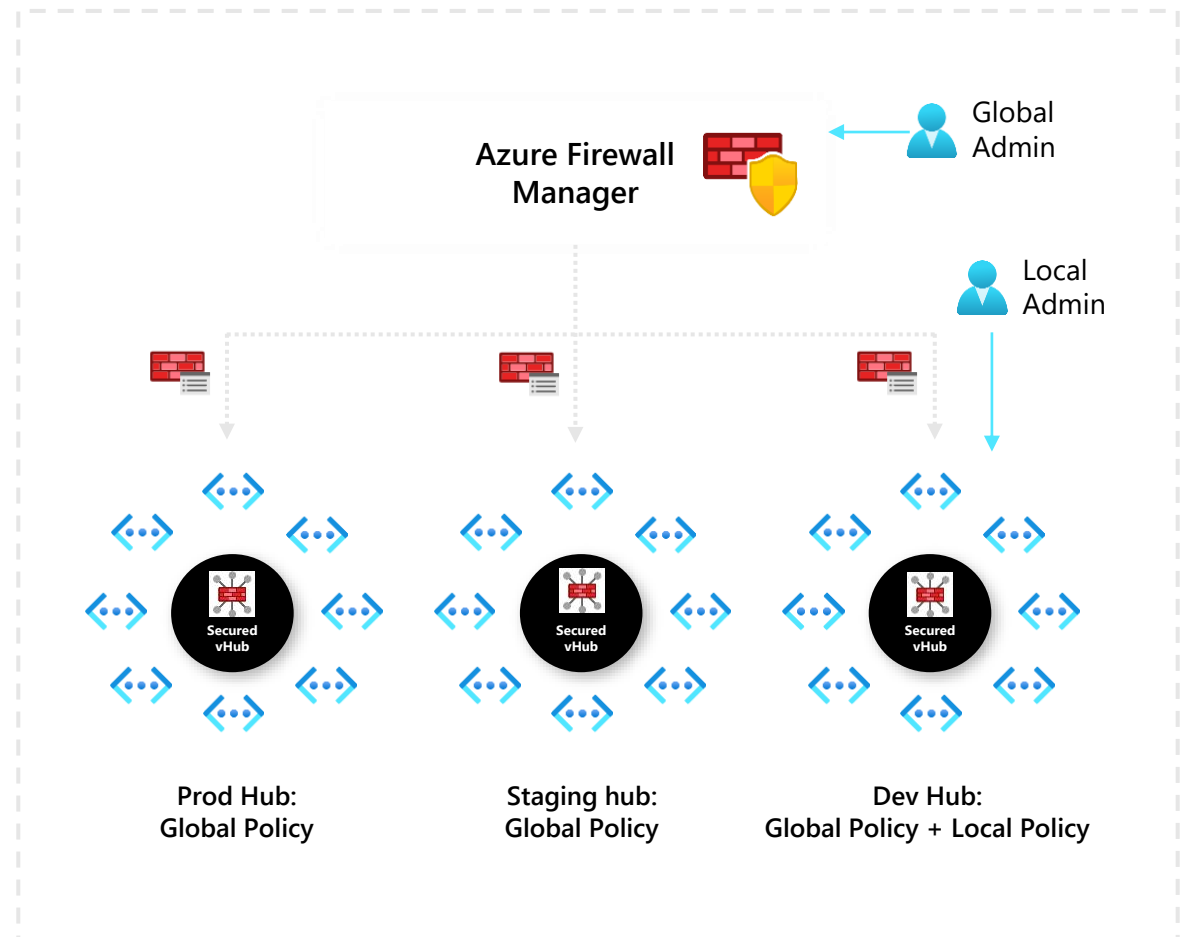 Azure Firewall
Manager
Global
Admin
Local
Admin
Secured
vHub
Secured
vHub
Secured
vHub
Prod Hub:
Global Policy
Staging hub:
Global Policy
Dev Hub:
Global Policy + Local Policy